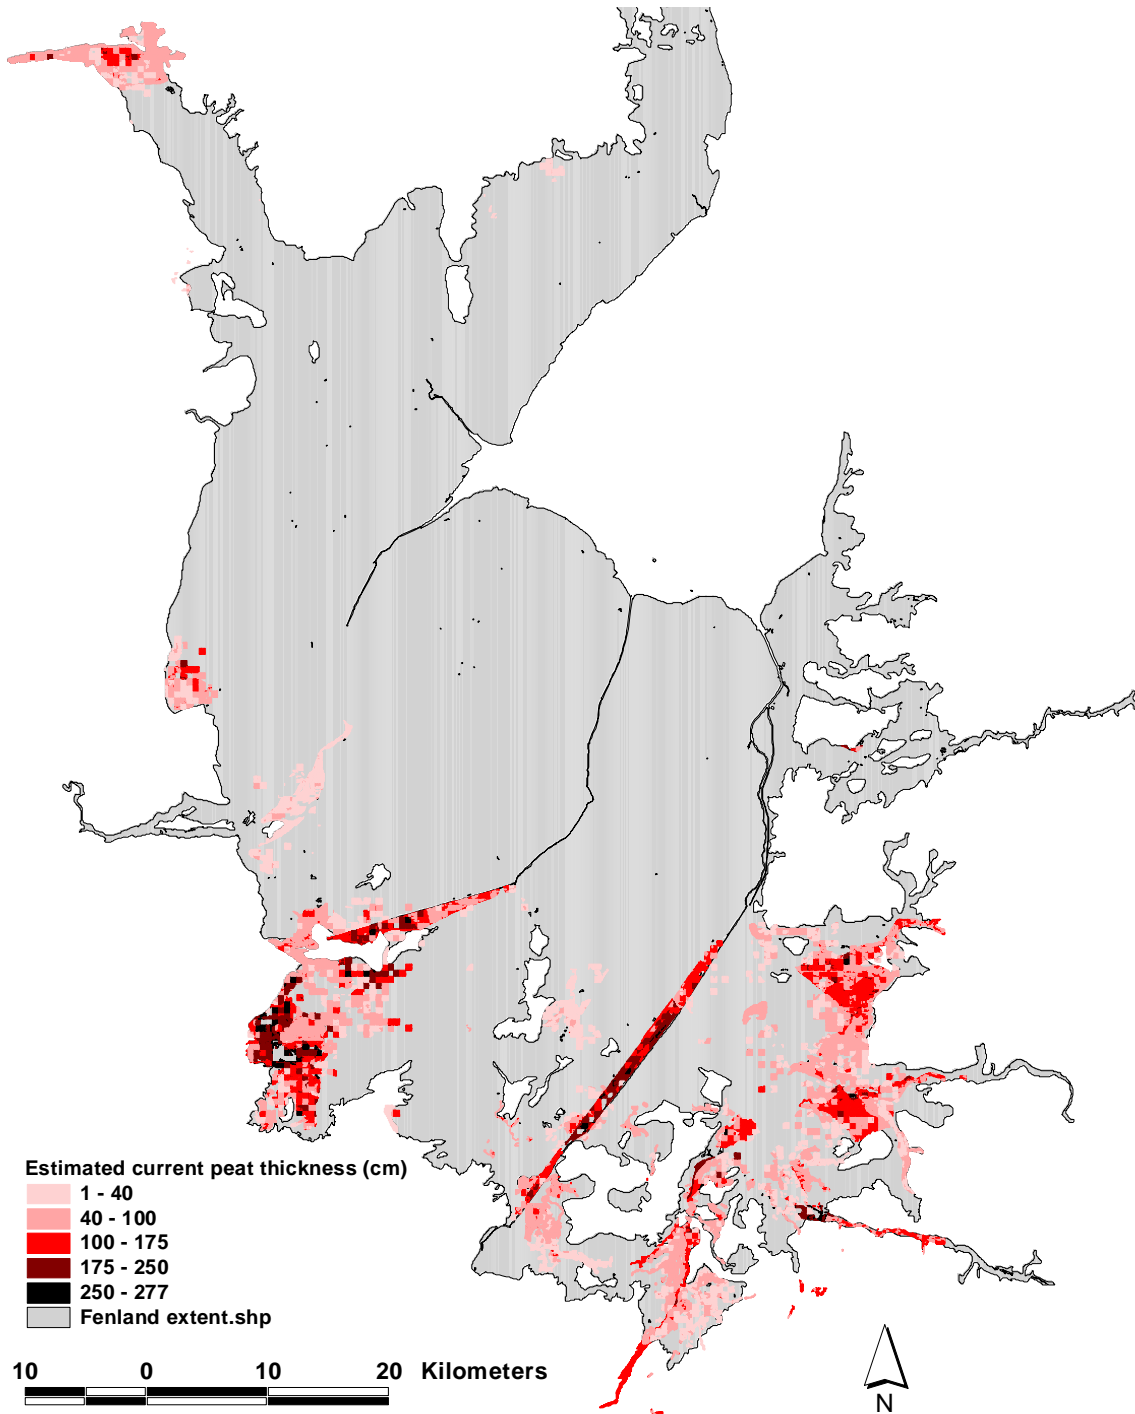 Estimated current peat thickness (cm)
1 - 40
40 - 100
100 - 175
175 - 250
250 - 277
Fenland extent.shp
10 0 10 20 Kilometers
N